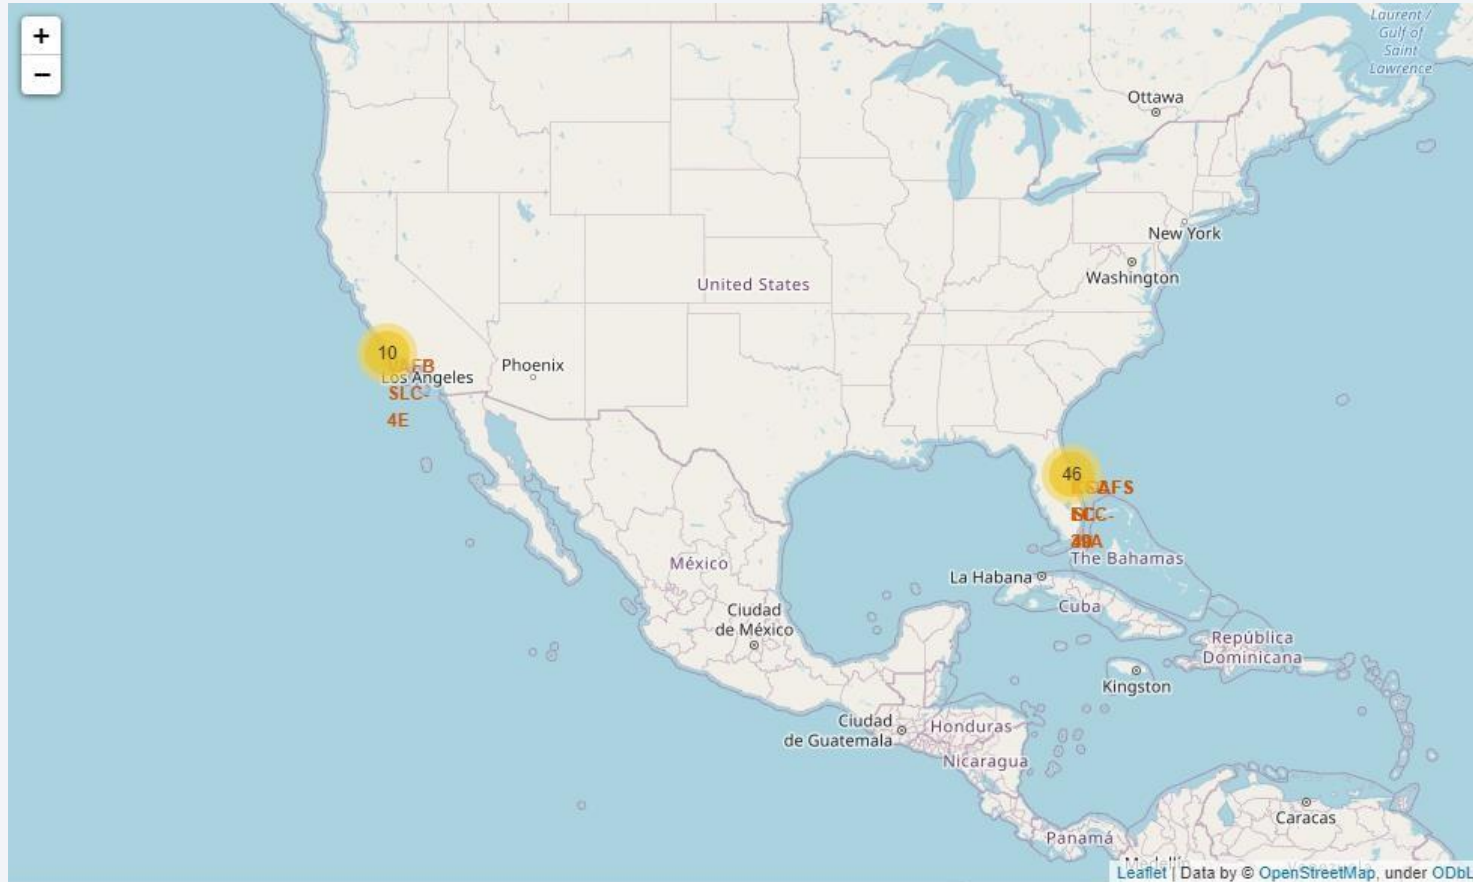 +
−
Laurent /
Gulf of
Saint
Lawrence
Ottawa
New York
Washington
United States
10
Phoenix
Los Angeles
SLC-
4E
46
The Bahamas
La Habana
Cuba
México
Ciudad
de México
República
Dominicana
Kingston
Ciudad
de Guatemala
Honduras
Nicaragua
Caracas
Panamá
Leaflet | Data by © OpenStreetMap, under ODbL